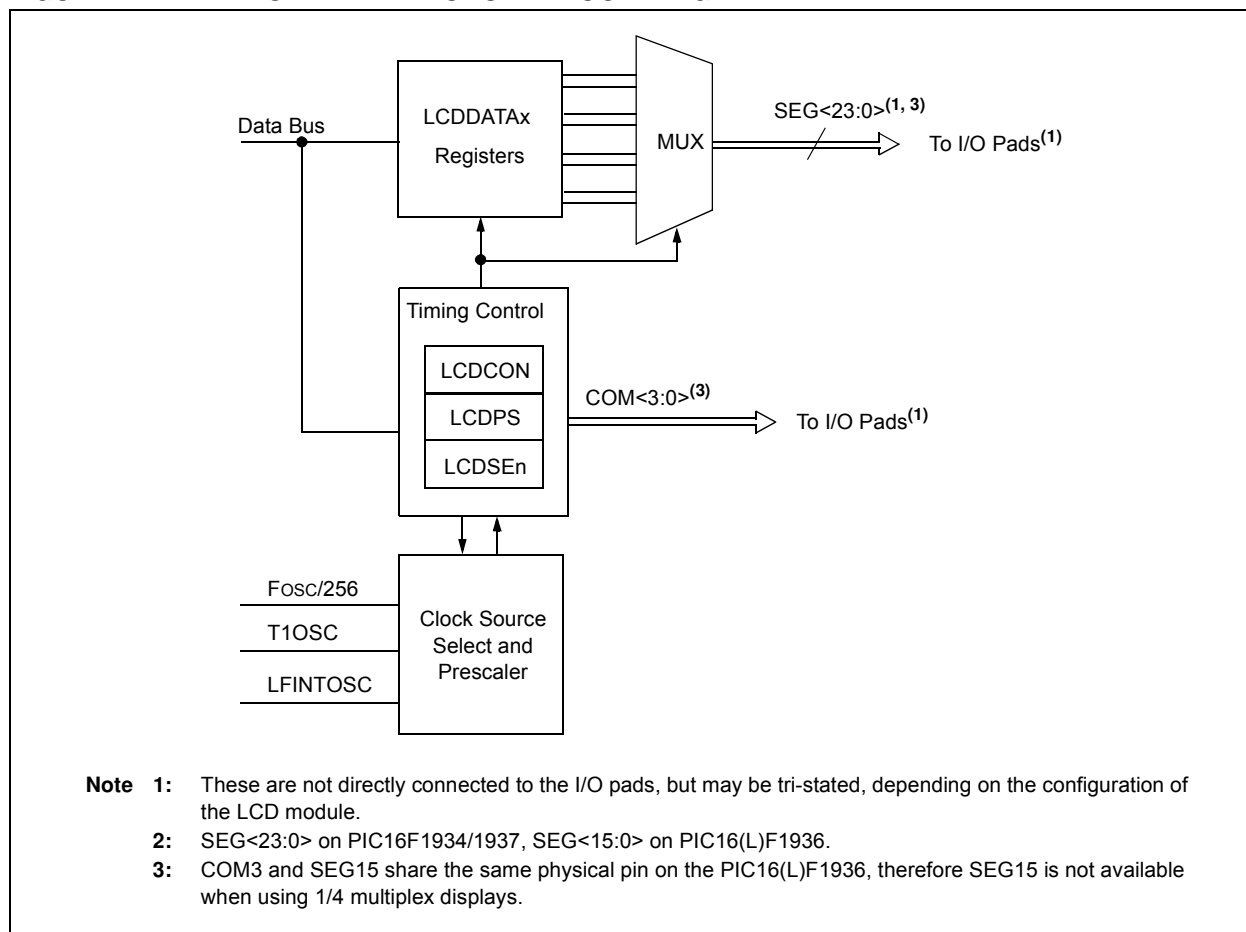 LCDDATAx
Registers
Data Bus
MUX
SEG<23:0>(1, 3)
To I/O Pads(1)
Timing Control
LCDCON
LCDPS
LCDSEn
COM<3:0>(3)
To I/O Pads(1)
FOSC/256
T1OSC
LFINTOSC
Clock Source
Select and
Prescaler
Note 1: These are not directly connected to the I/O pads, but may be tri-stated, depending on the configuration of
the LCD module.
2: SEG<23:0> on PIC16F1934/1937, SEG<15:0> on PIC16(L)F1936.
3: COM3 and SEG15 share the same physical pin on the PIC16(L)F1936, therefore SEG15 is not available
when using 1/4 multiplex displays.